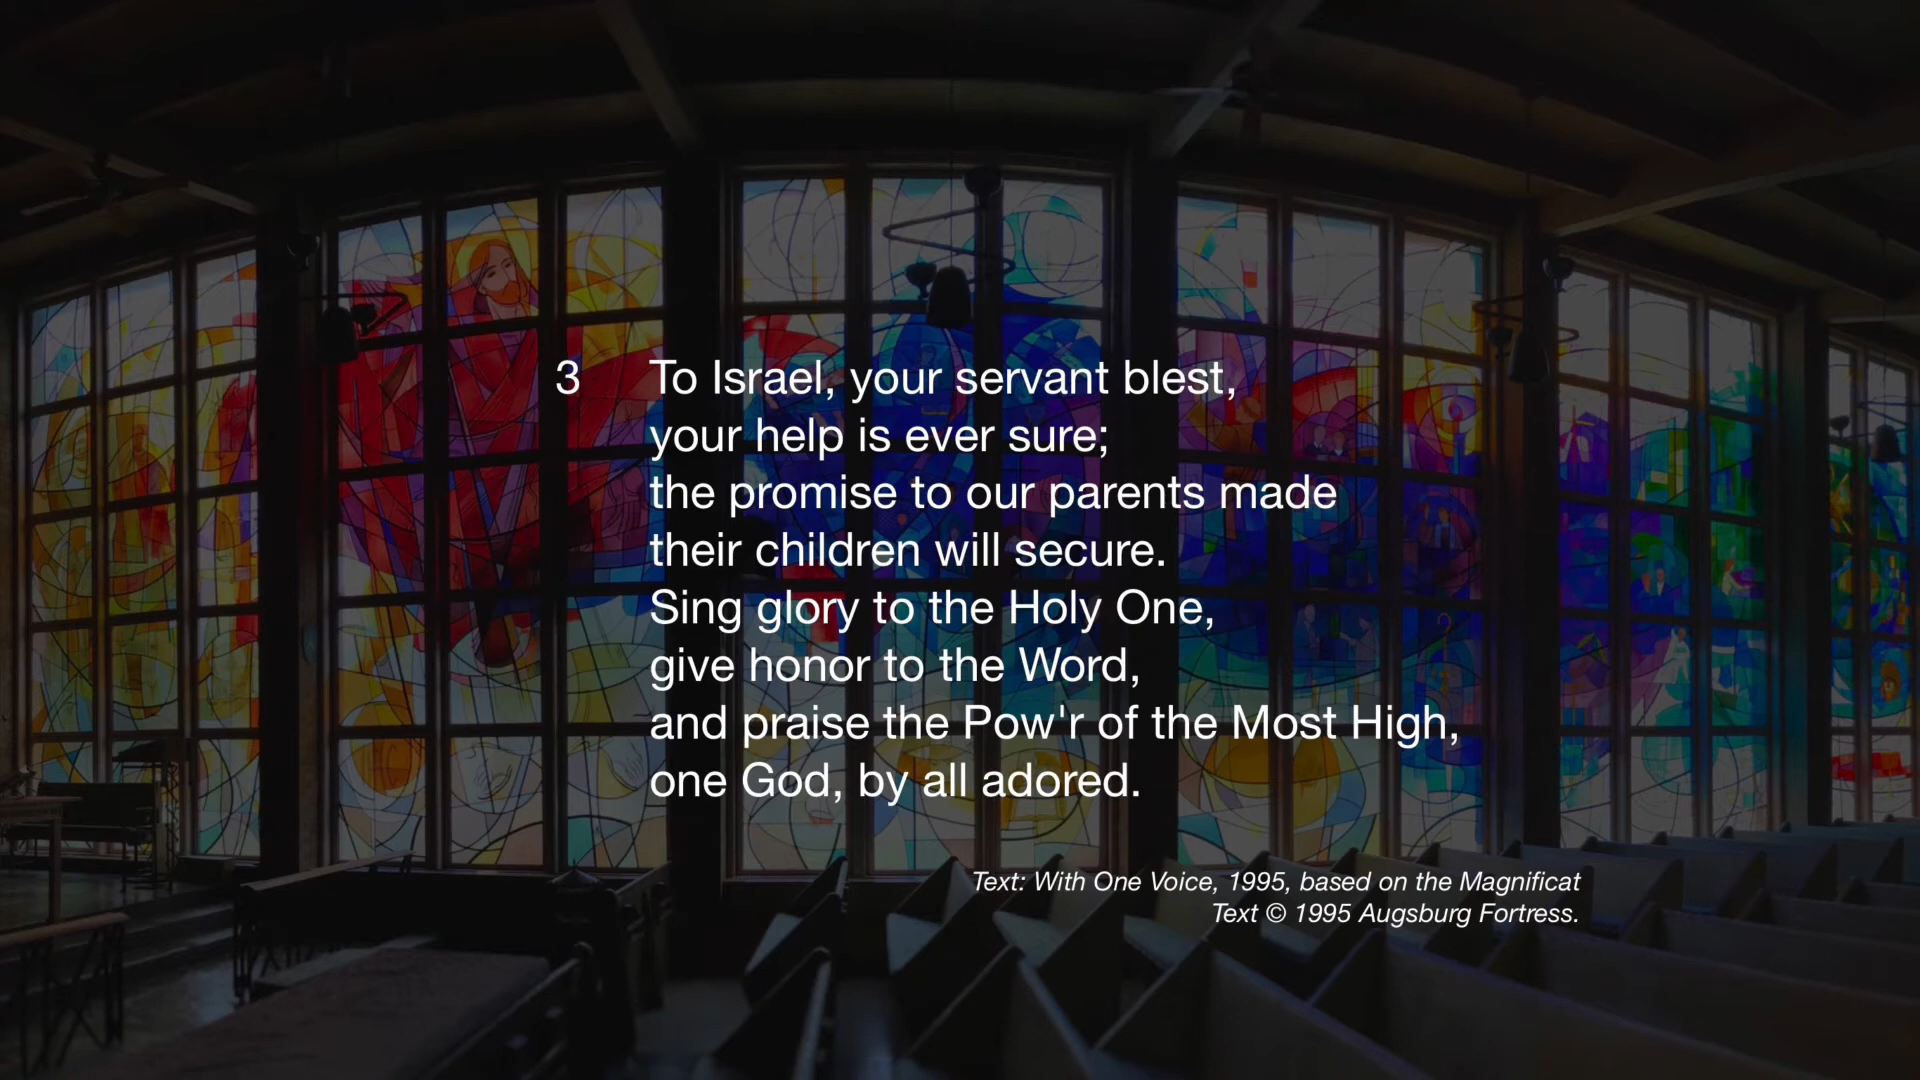 3 To Israel, your servant blest,
your help is ever sure;
the promise to our parents made
their children will secure.
Sing glory to the Holy One,
give honor to the Word,
and praise the Pow'r of the Most High,
one God, by all adored.
Text: With One Voice, 1995, based on the Magnificat
Text © 1995 Augsburg Fortress.